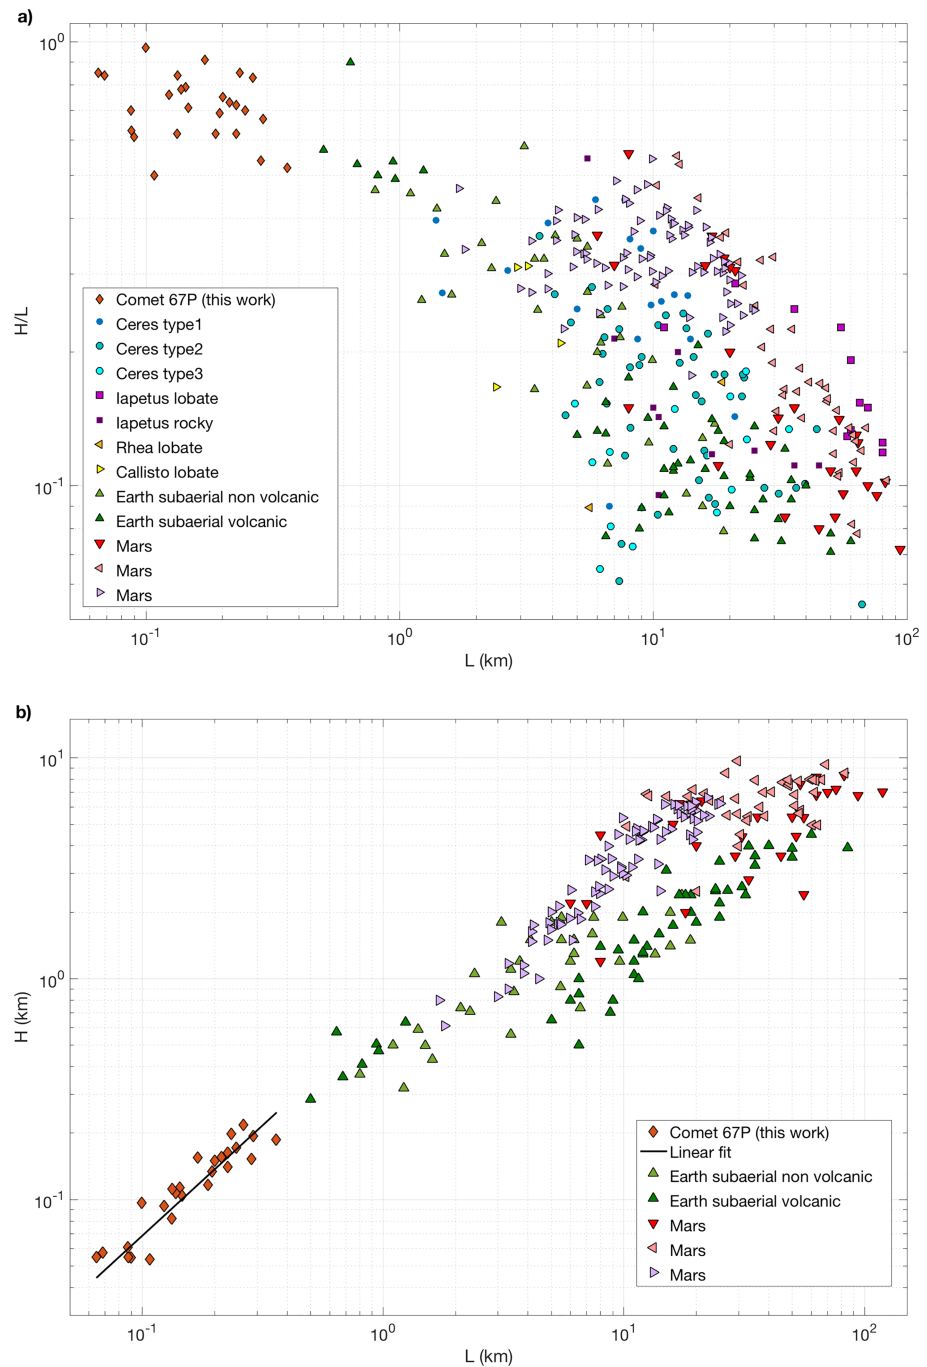 a)
10^0
H/L
Comet 67P (this work)
Ceres type1
Ceres type2
Ceres type3
Iapetus lobate
Iapetus rocky
Rhea lobate
Callisto lobate
Earth subaerial non volcanic
Earth subaerial volcanic
Mars
Mars
Mars
10^-1
10^-1 10^0 10^1 10^2
L (km)
b)
10^1
10^0
H (km)
Comet 67P (this work)
Linear fit
Earth subaerial non volcanic
Earth subaerial volcanic
Mars
Mars
Mars
10^-1
10^-1 10^0 10^1 10^2
L (km)